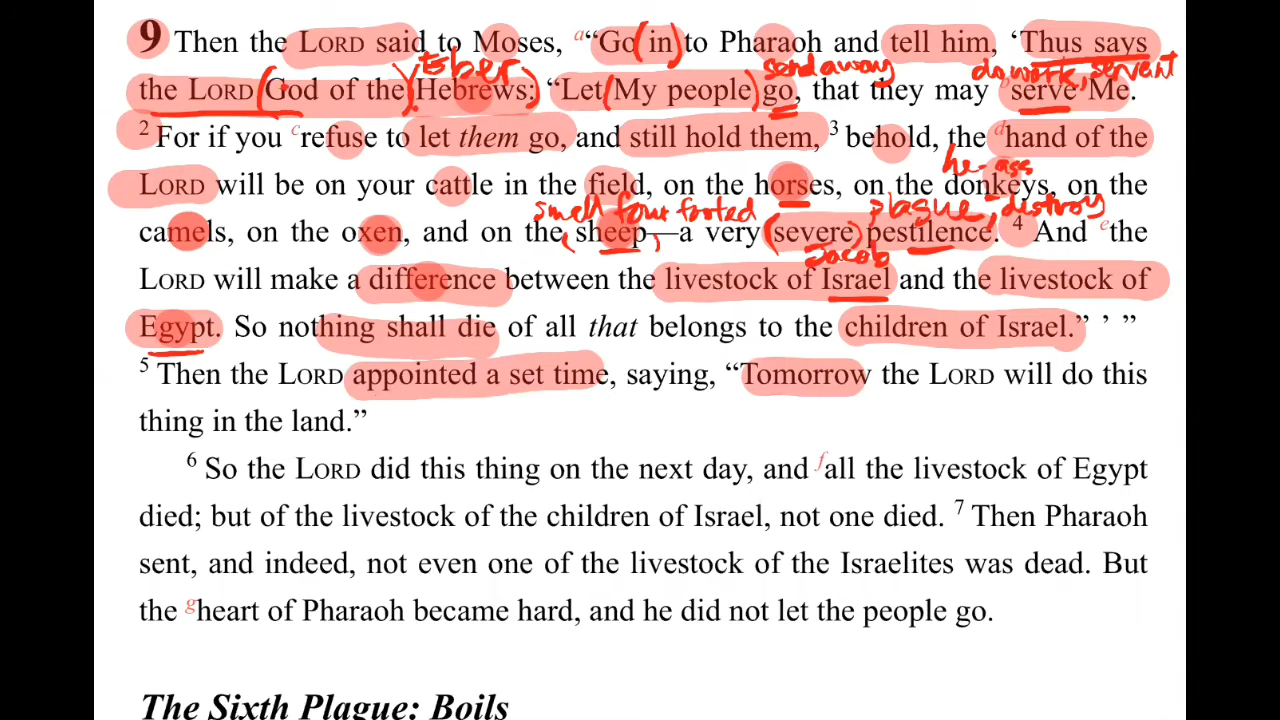 9 Then the LORD said to Moses, a“Go (in) to Pharaoh and tell him, ‘Thus says
Eber send away do work, servent
the LORD (God of the) Hebrews: “Let (My people) go, that they may bserve Me.
2 For if you crefuse to let them go, and still hold them, 3 behold, the dhand of the
he-ass
LORD will be on your cattle in the field, on the horses, on the donkeys, on the
small four footed plague, destroy
camels, on the oxen, and on the sheep—a very (severe) pestilence. 4 And ethe
Jacob
LORD will make a difference between the livestock of Israel and the livestock of
Egypt. So nothing shall die of all that belongs to the children of Israel.” ’ ”
5 Then the LORD appointed a set time, saying, “Tomorrow the LORD will do this
thing in the land.”
6 So the LORD did this thing on the next day, and fall the livestock of Egypt
died; but of the livestock of the children of Israel, not one died. 7 Then Pharaoh
sent, and indeed, not even one of the livestock of the Israelites was dead. But
the gheart of Pharaoh became hard, and he did not let the people go.
The Sixth Plague: Boils